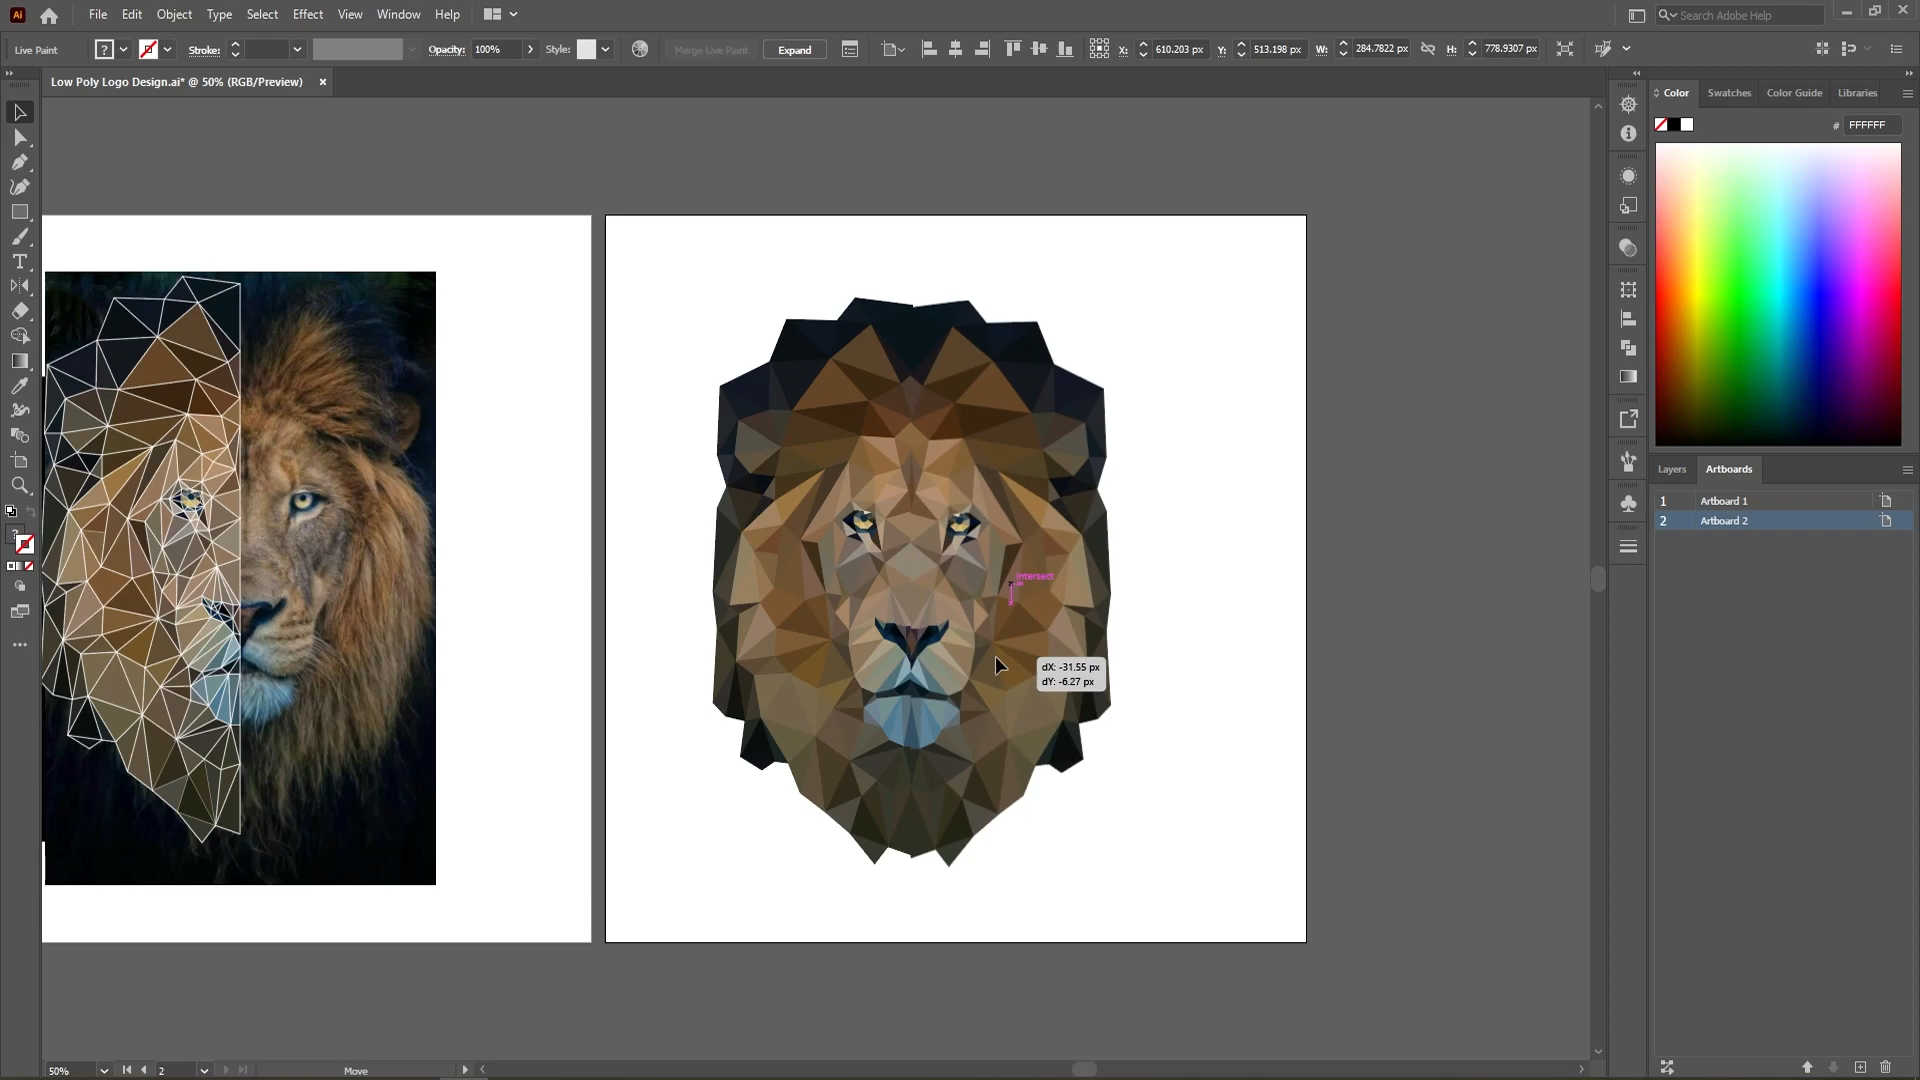 Ai File Edit Object Type Select Effect View Window Help Search Adobe Help
Live Paint ? Stroke: Opacity: 100% Style: Merge Live Paint Expand X: 610.203 px Y: 513.198 px W: 284.7822 px H: 778.9307 px
Low Poly Logo Design.ai* @ 50% (RGB/Preview) ×
Color Swatches Color Guide Libraries
# FFFFFF
Layers Artboards
1 Artboard 1
2 Artboard 2
intersect
dX: -31.55 px
dY: -6.27 px
50% 2 Move